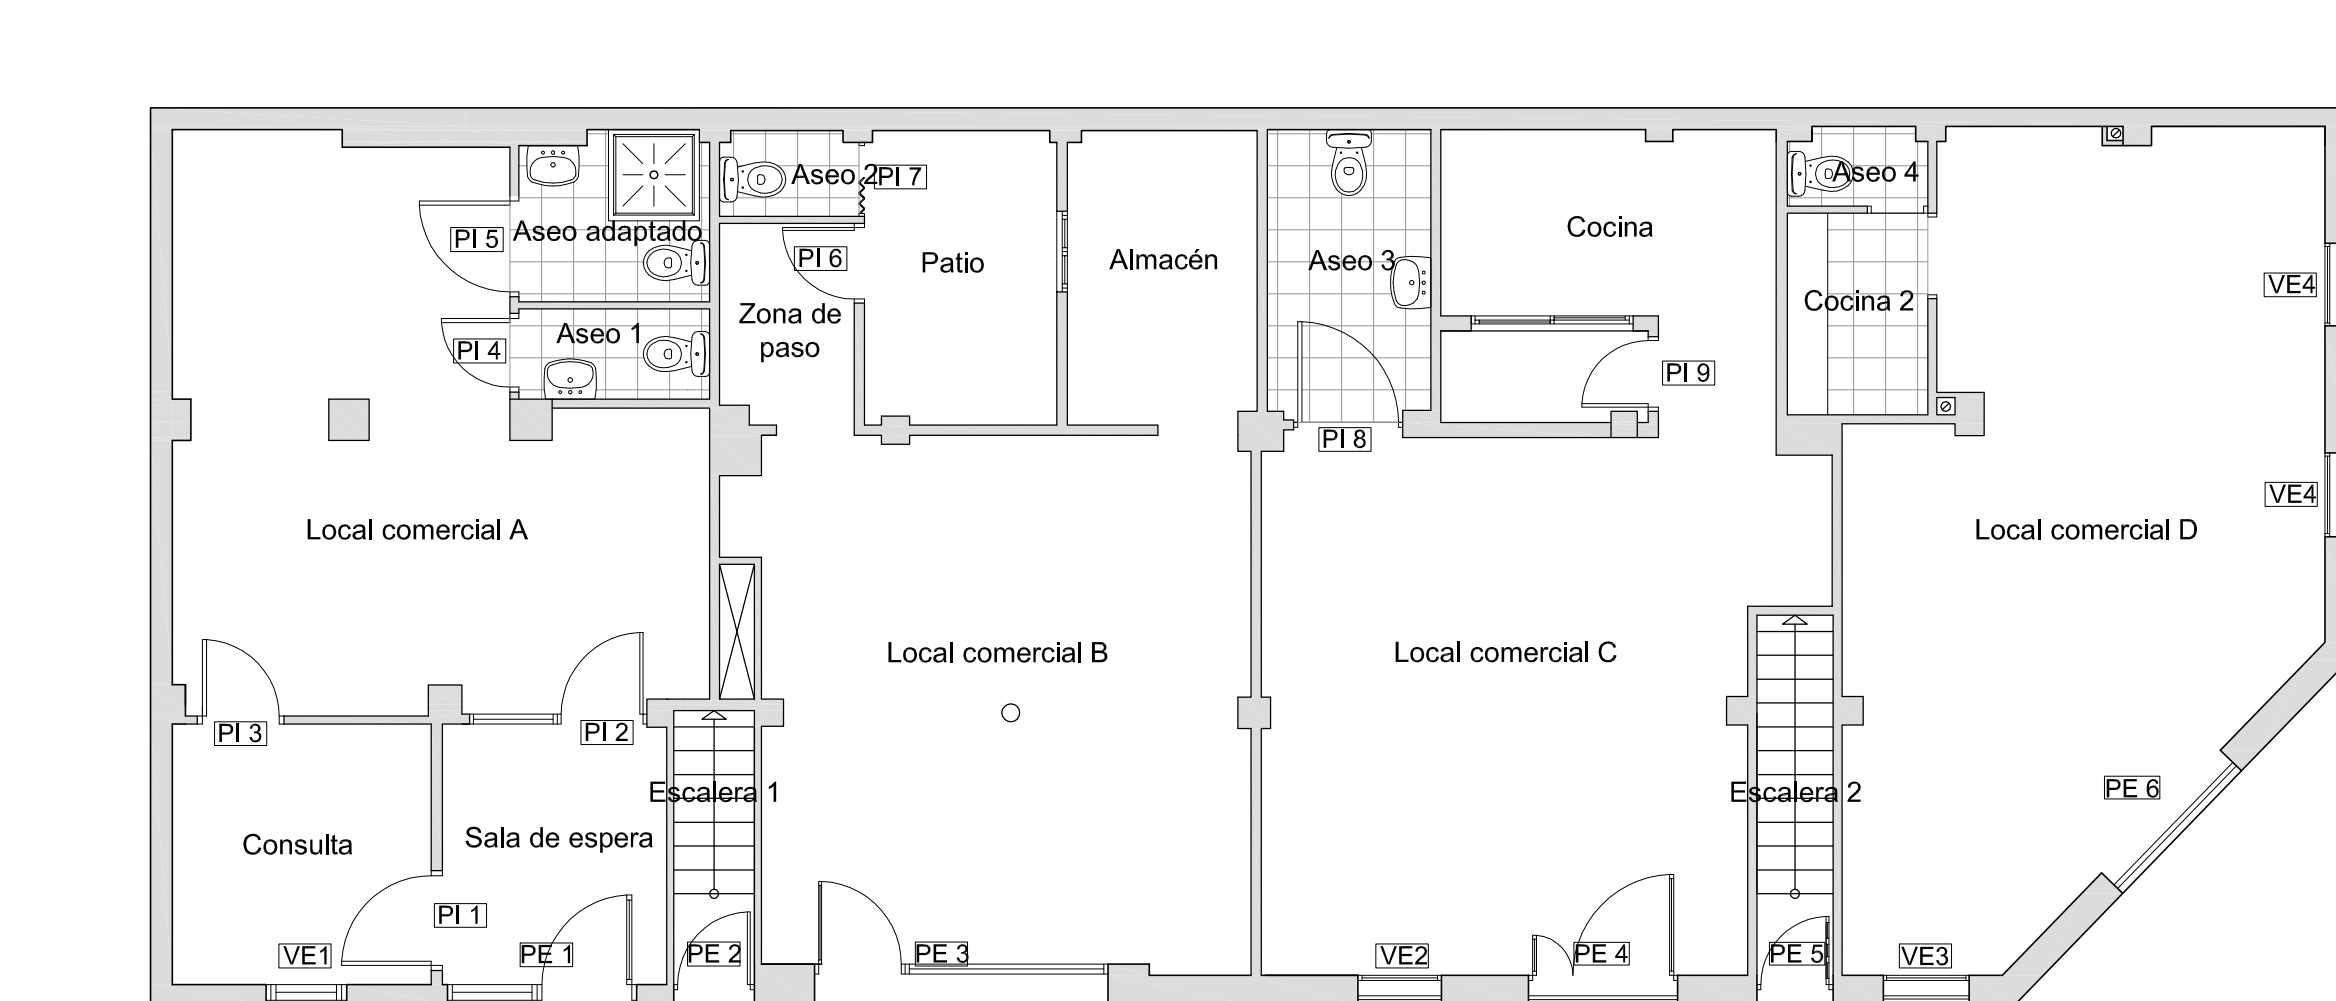 Aseo 2
PI 7
Aseo 4
Cocina
PI 5
Aseo adaptado
PI 6
Patio
Almacén
Aseo 3
VE4
Cocina 2
Zona de
paso
Aseo 1
PI 4
PI 9
PI 8
VE4
Local comercial A
Local comercial D
Local comercial B
Local comercial C
PI 3
PI 2
Escalera 1
Escalera 2
PE 6
Consulta
Sala de espera
PI 1
VE1
PE 1
PE 2
PE 3
VE2
PE 4
PE 5
VE3